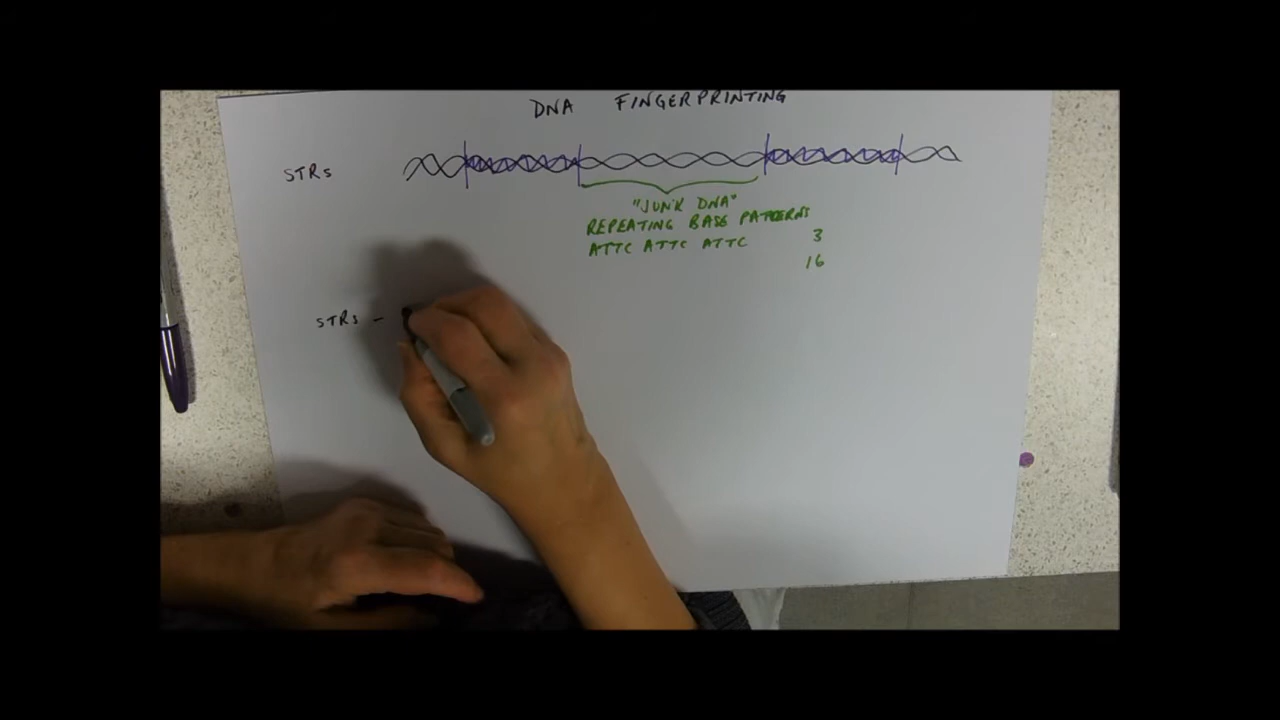 DNA FINGERPRINTING
STRs
"JUNK DNA"
REPEATING BASE PATTERNS
ATTC ATTC ATTC 3
16
STRs -